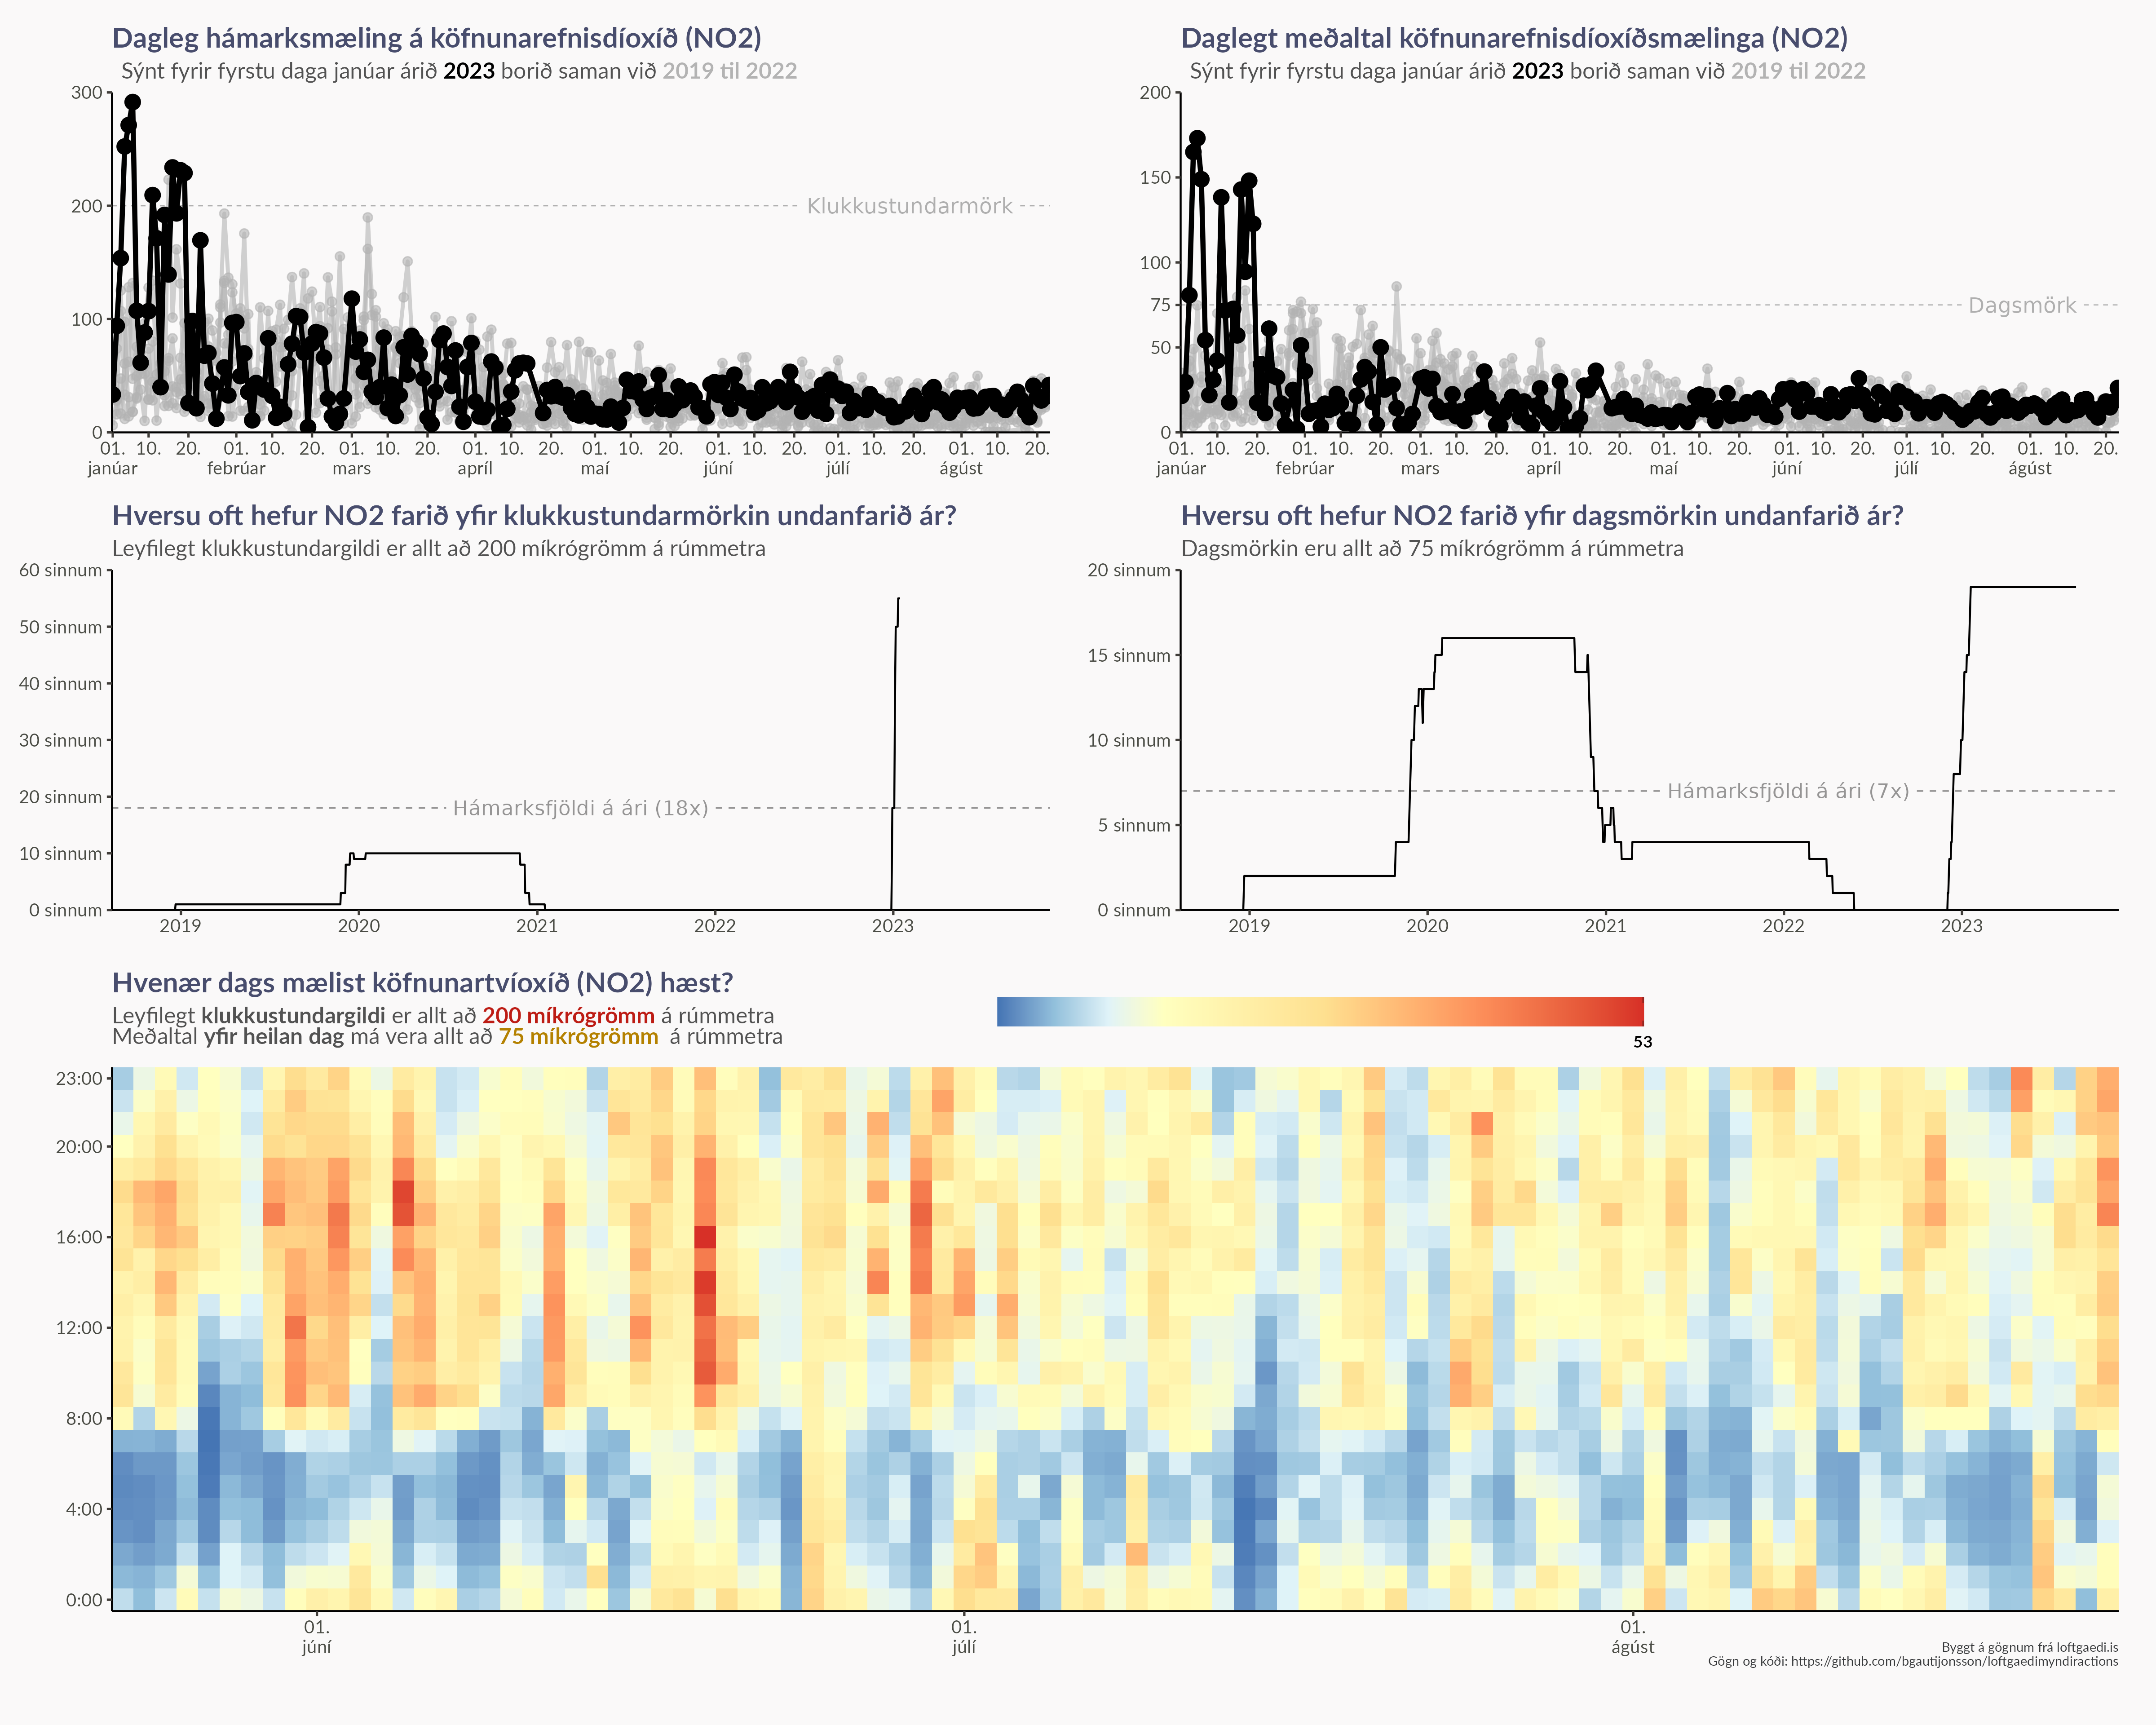 Dagleg hámarksmæling á köfnunarefnisdíoxíð (NO2)
Sýnt fyrir fyrstu daga janúar árið 2023 borið saman við 2019 til 2022
300
200
100
0
Klukkustundarmörk
01. 10. 20. 01. 10. 20. 01. 10. 20. 01. 10. 20. 01. 10. 20. 01. 10. 20. 01. 10. 20. 01. 10. 20.
janúar febrúar mars apríl maí júní júlí ágúst
Daglegt meðaltal köfnunarefnisdíoxíðsmælinga (NO2)
Sýnt fyrir fyrstu daga janúar árið 2023 borið saman við 2019 til 2022
200
150
100
75
50
0
Dagsmörk
01. 10. 20. 01. 10. 20. 01. 10. 20. 01. 10. 20. 01. 10. 20. 01. 10. 20. 01. 10. 20. 01. 10. 20.
janúar febrúar mars apríl maí júní júlí ágúst
Hversu oft hefur NO2 farið yfir klukkustundarmörkin undanfarið ár?
Leyfilegt klukkustundargildi er allt að 200 míkrógrömm á rúmmetra
60 sinnum
50 sinnum
40 sinnum
30 sinnum
20 sinnum
10 sinnum
0 sinnum
Hámarksfjöldi á ári (18x)
2019 2020 2021 2022 2023
Hversu oft hefur NO2 farið yfir dagsmörkin undanfarið ár?
Dagsmörkin eru allt að 75 míkrógrömm á rúmmetra
20 sinnum
15 sinnum
10 sinnum
5 sinnum
0 sinnum
Hámarksfjöldi á ári (7x)
2019 2020 2021 2022 2023
Hvenær dags mælist köfnunartvíoxíð (NO2) hæst?
Leyfilegt klukkustundargildi er allt að 200 míkrógrömm á rúmmetra
Meðaltal yfir heilan dag má vera allt að 75 míkrógrömm á rúmmetra
53
23:00
20:00
16:00
12:00
8:00
4:00
0:00
01. 01. 01.
júní júlí ágúst
Byggt á gögnum frá loftgaedi.is
Gögn og kóði: https://github.com/bgautijonsson/loftgaedimyndiractions